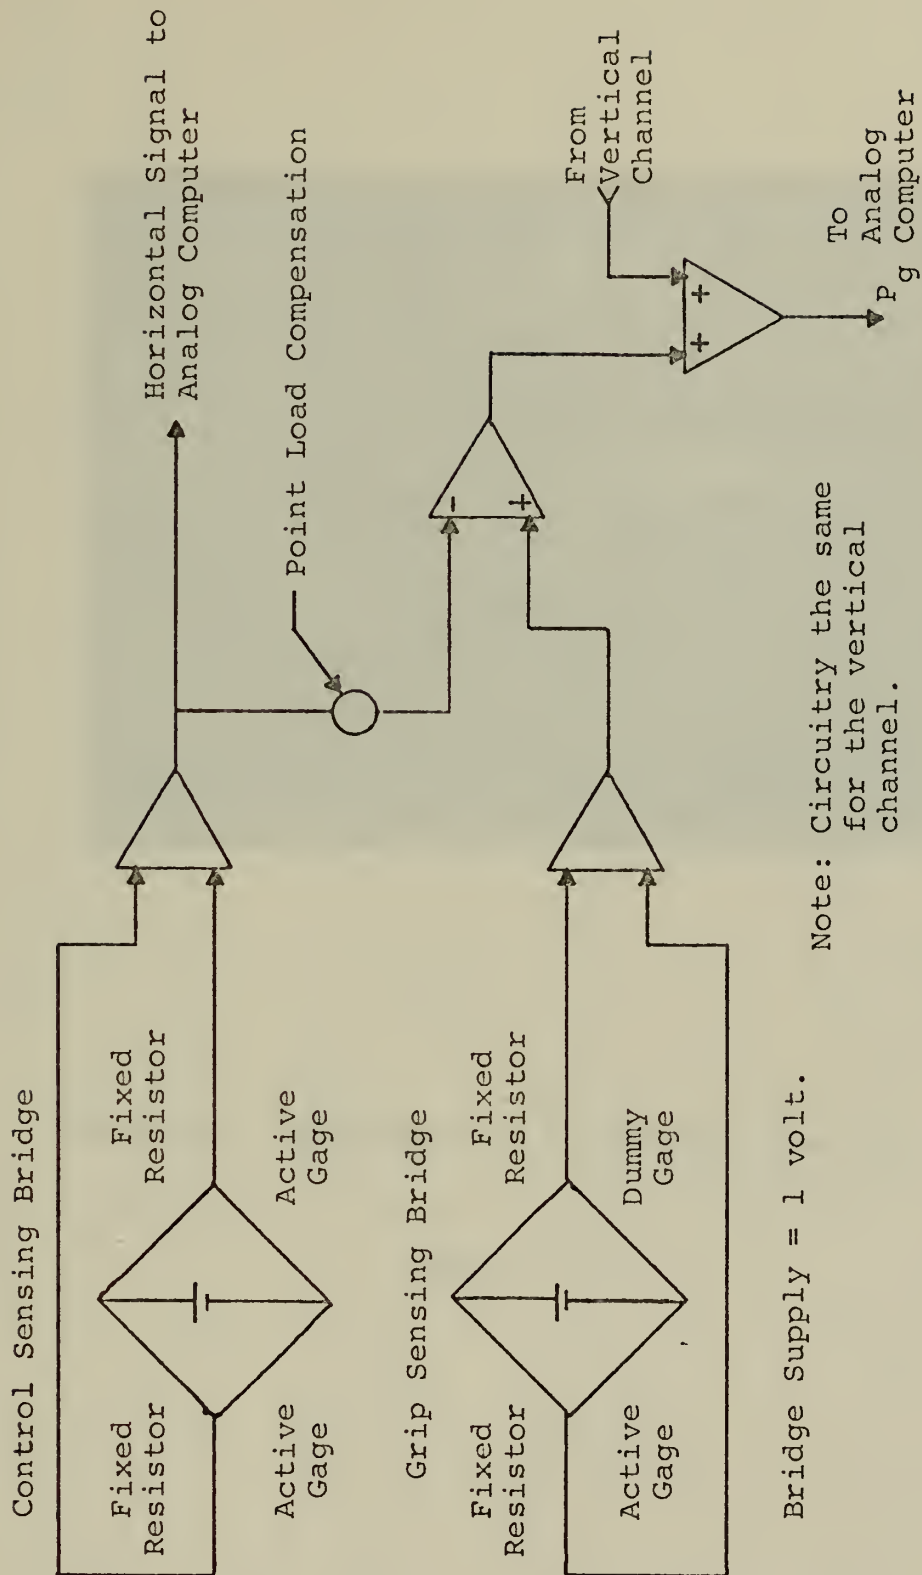 Control Sensing Bridge
Fixed
Resistor
Fixed
Resistor
Active
Gage
Active
Gage
Horizontal Signal to
Analog Computer
Point Load Compensation
Grip Sensing Bridge
Fixed
Resistor
Fixed
Resistor
Active
Gage
Dummy
Gage
-
+
From
Vertical
Channel
+
+
To
Analog
Computer
Pg
Bridge Supply = 1 volt.
Note: Circuitry the same
for the vertical
channel.